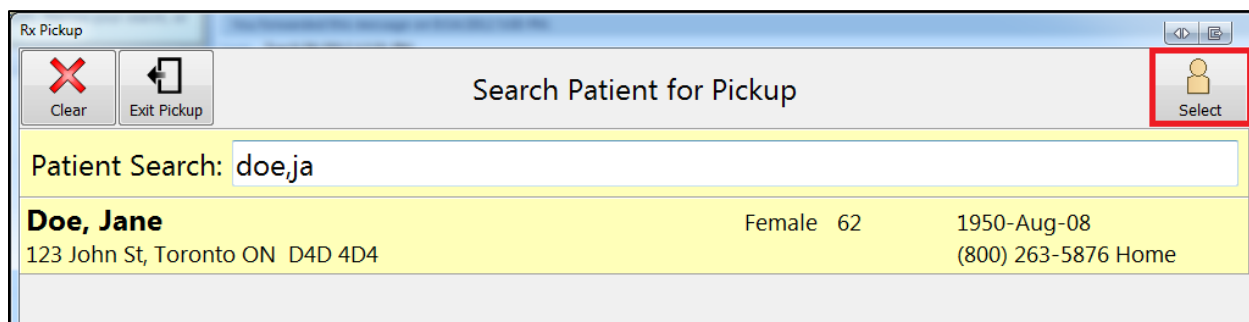 Rx Pickup
Clear
Exit Pickup
Search Patient for Pickup
Select
Patient Search: doe,ja
Doe, Jane Female 62 1950-Aug-08
123 John St, Toronto ON D4D 4D4 (800) 263-5876 Home